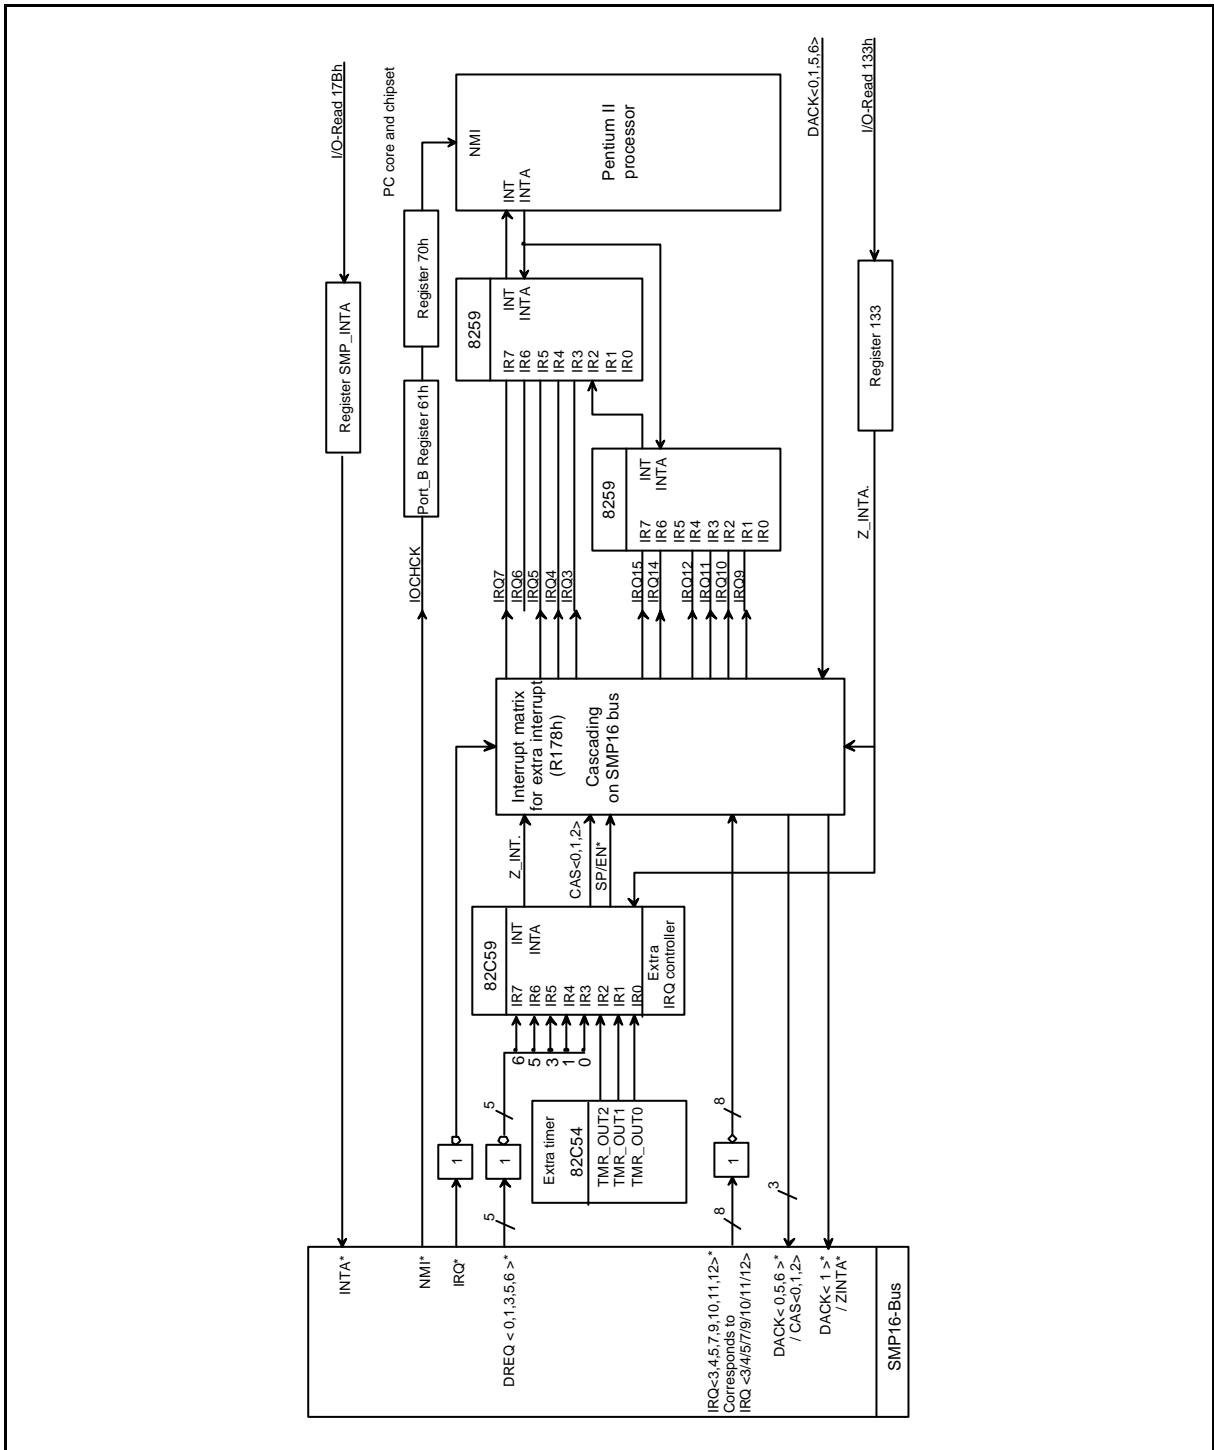 I/O-Read 17Bh
Register SMP_INTA
INTA*
PC core and chipset
Register 70h
Port_B Register 61h
IOCHCK
NMI*
NMI
INT
INTA
Pentium II
processor
8259
INT
INTA
IR7
IR6
IR5
IR4
IR3
IR2
IR1
IR0
IRQ7
IRQ6
IRQ5
IRQ4
IRQ3
8259
INT
INTA
IR7
IR6
IR5
IR4
IR3
IR2
IR1
IR0
IRQ15
IRQ14
IRQ12
IRQ11
IRQ10
IRQ9
DACK<0,1,5,6>
I/O-Read 133h
Register 133
Z_INTA.
Interrupt matrix
for extra interrupt
(R178h)
Cascading
on SMP16 bus
Z_INT.
CAS<0,1,2>
SP/EN*
82C59
INT
INTA
IR7
IR6
IR5
IR4
IR3
IR2
IR1
IR0
Extra
IRQ controller
6
5
3
1
0
Extra timer
82C54
TMR_OUT2
TMR_OUT1
TMR_OUT0
1
1
5
5
1
8
8
3
IRQ*
DREQ < 0,1,3,5,6 >*
IRQ<3,4,5,7,9,10,11,12>*
Corresponds to
IRQ <3/4/5/7/9/10/11/12>
DACK< 0,5,6 >*
/ CAS<0,1,2>
DACK< 1 >*
/ ZINTA*
SMP16-Bus